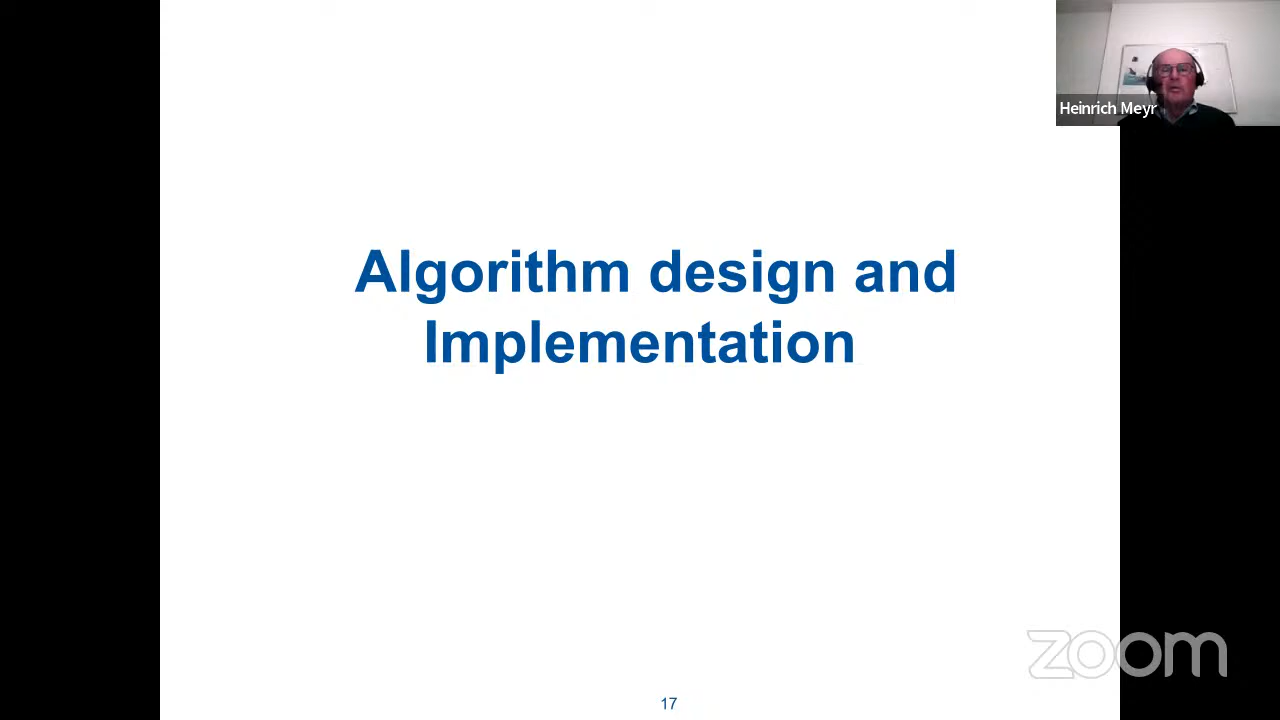 Heinrich Meyr
Algorithm design and
Implementation
zoom
17